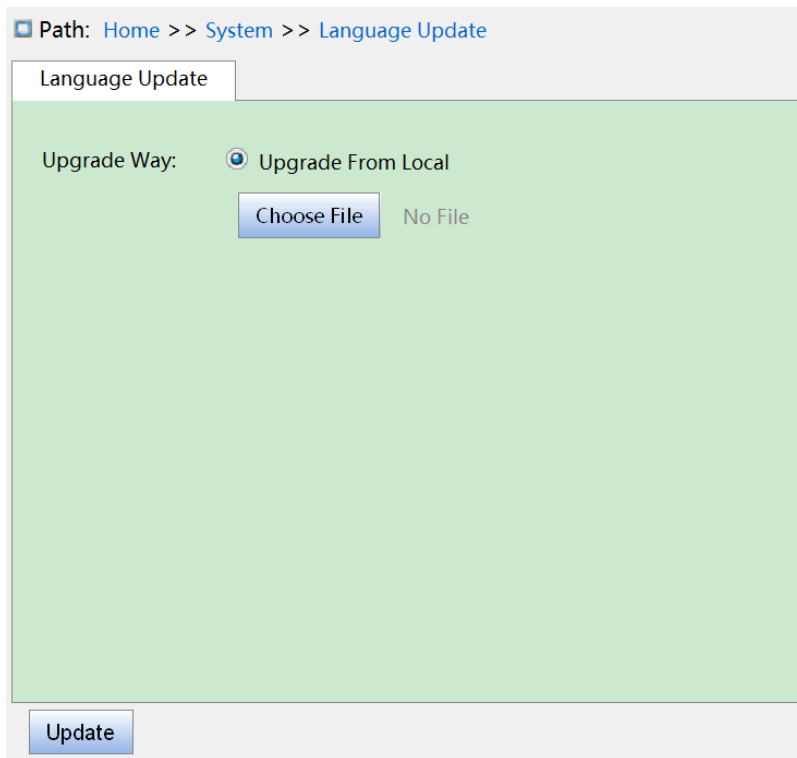 Path: Home >> System >> Language Update
Language Update
Upgrade Way: Upgrade From Local
Choose File No File
Update